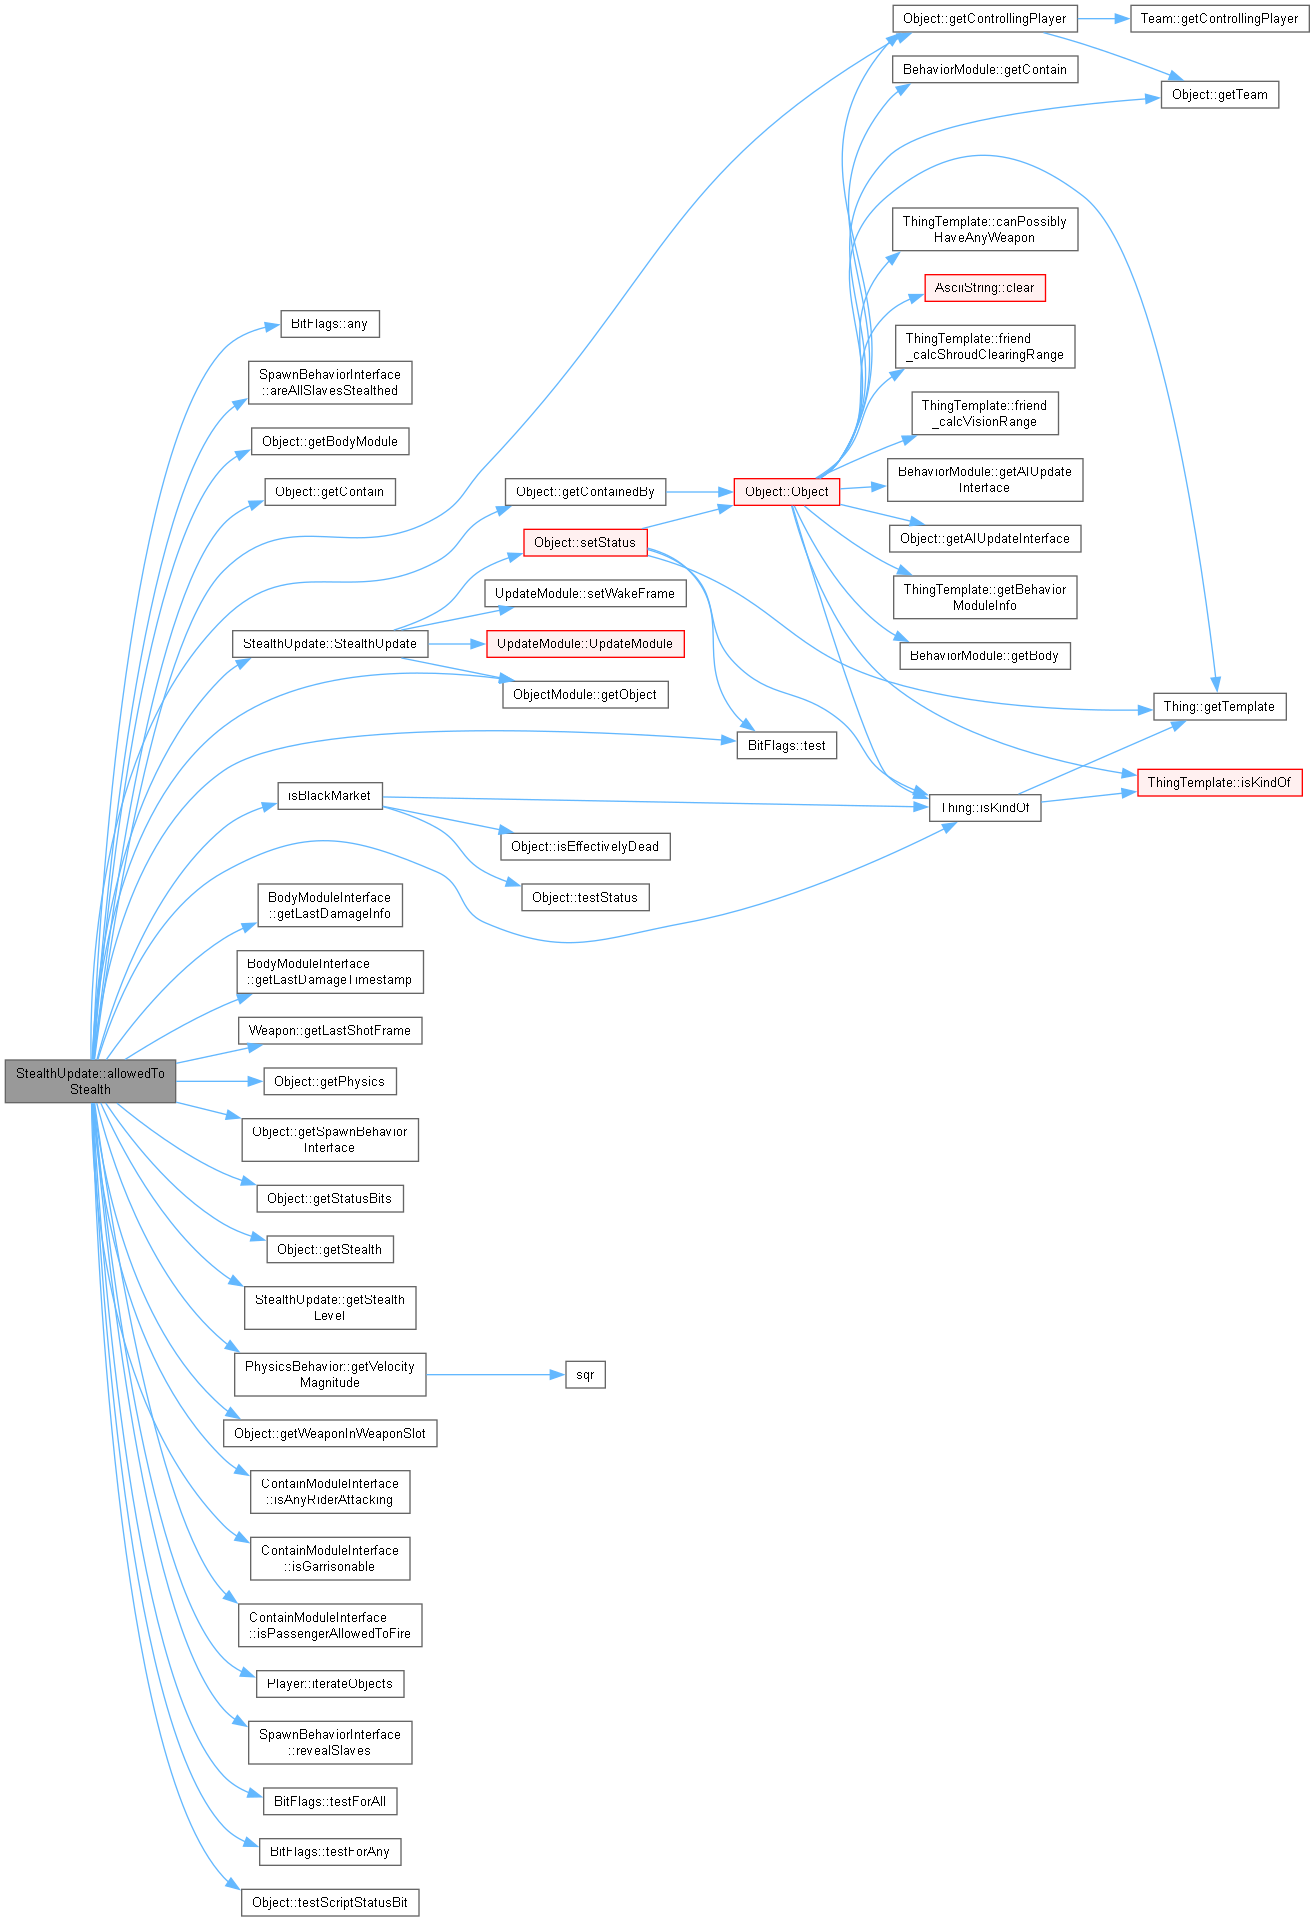 Object::getControllingPlayer
Team::getControllingPlayer
BehaviorModule::getContain
Object::getTeam
ThingTemplate::canPossibly
HaveAnyWeapon
AsciiString::clear
BitFlags::any
ThingTemplate::friend
_calcShroudClearingRange
SpawnBehaviorInterface
::areAllSlavesStealthed
ThingTemplate::friend
_calcVisionRange
Object::getBodyModule
BehaviorModule::getAIUpdate
Interface
Object::getContain
Object::getContainedBy
Object::Object
Object::setStatus
Object::getAIUpdateInterface
UpdateModule::setWakeFrame
ThingTemplate::getBehavior
ModuleInfo
StealthUpdate::StealthUpdate
UpdateModule::UpdateModule
BehaviorModule::getBody
ObjectModule::getObject
Thing::getTemplate
BitFlags::test
ThingTemplate::isKindOf
isBlackMarket
Thing::isKindOf
Object::isEffectivelyDead
Object::testStatus
BodyModuleInterface
::getLastDamageInfo
BodyModuleInterface
::getLastDamageTimestamp
Weapon::getLastShotFrame
StealthUpdate::allowedTo
Stealth
Object::getPhysics
Object::getSpawnBehavior
Interface
Object::getStatusBits
Object::getStealth
StealthUpdate::getStealth
Level
PhysicsBehavior::getVelocity
Magnitude
sqr
Object::getWeaponInWeaponSlot
ContainModuleInterface
::isAnyRiderAttacking
ContainModuleInterface
::isGarrisonable
ContainModuleInterface
::isPassengerAllowedToFire
Player::iterateObjects
SpawnBehaviorInterface
::revealSlaves
BitFlags::testForAll
BitFlags::testForAny
Object::testScriptStatusBit